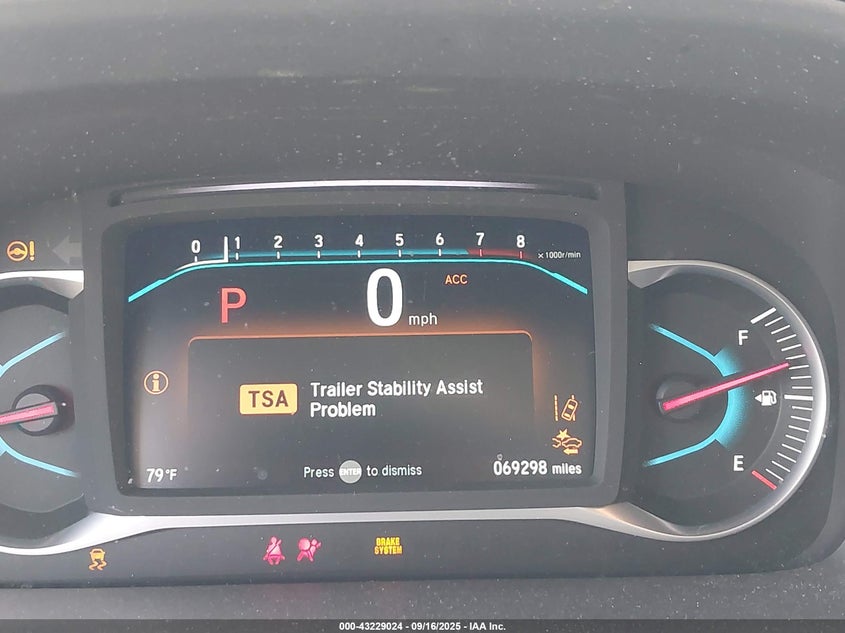 0 1 2 3 4 5 6 7 8 x1000r/min
P 0 mph ACC
F
TSA Trailer Stability Assist
Problem
E
79°F Press ENTER to dismiss 069298 miles
BRAKE
SYSTEM
000-43229024 - 09/16/2025 - IAA Inc.